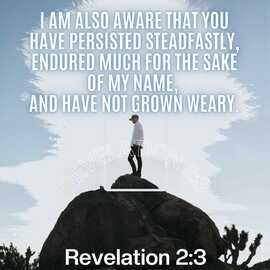 I AM ALSO AWARE THAT YOU
HAVE PERSISTED STEADFASTLY,
ENDURED MUCH FOR THE SAKE
OF MY NAME,
AND HAVE NOT GROWN WEARY.
Revelation 2:3